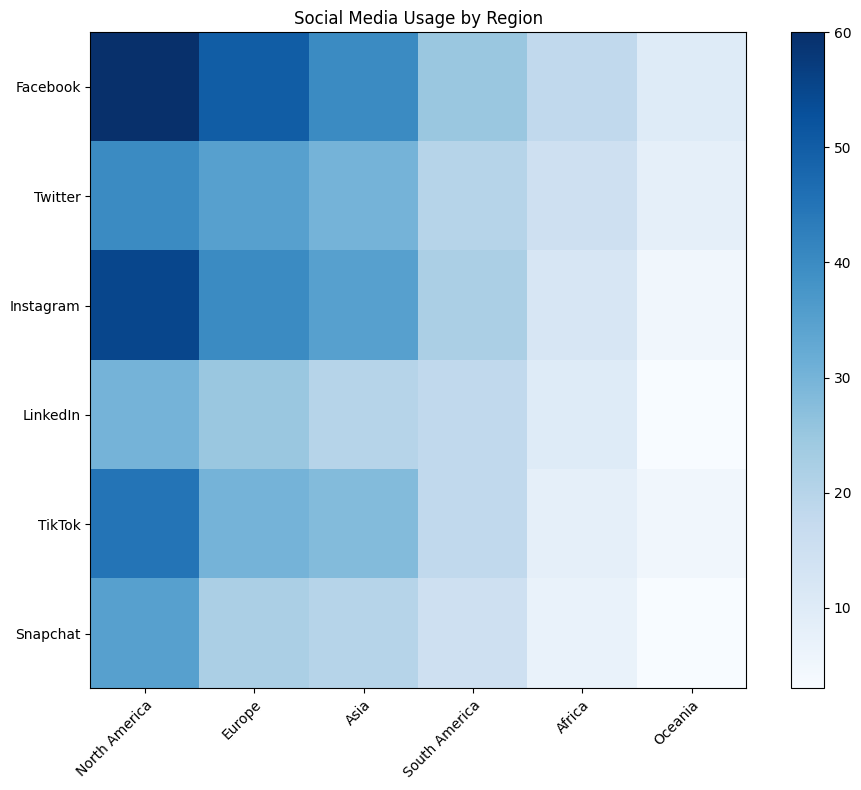 Social Media Usage by Region
Facebook
Twitter
Instagram
LinkedIn
TikTok
Snapchat
North America
Europe
Asia
South America
Africa
Oceania
60
50
40
30
20
10